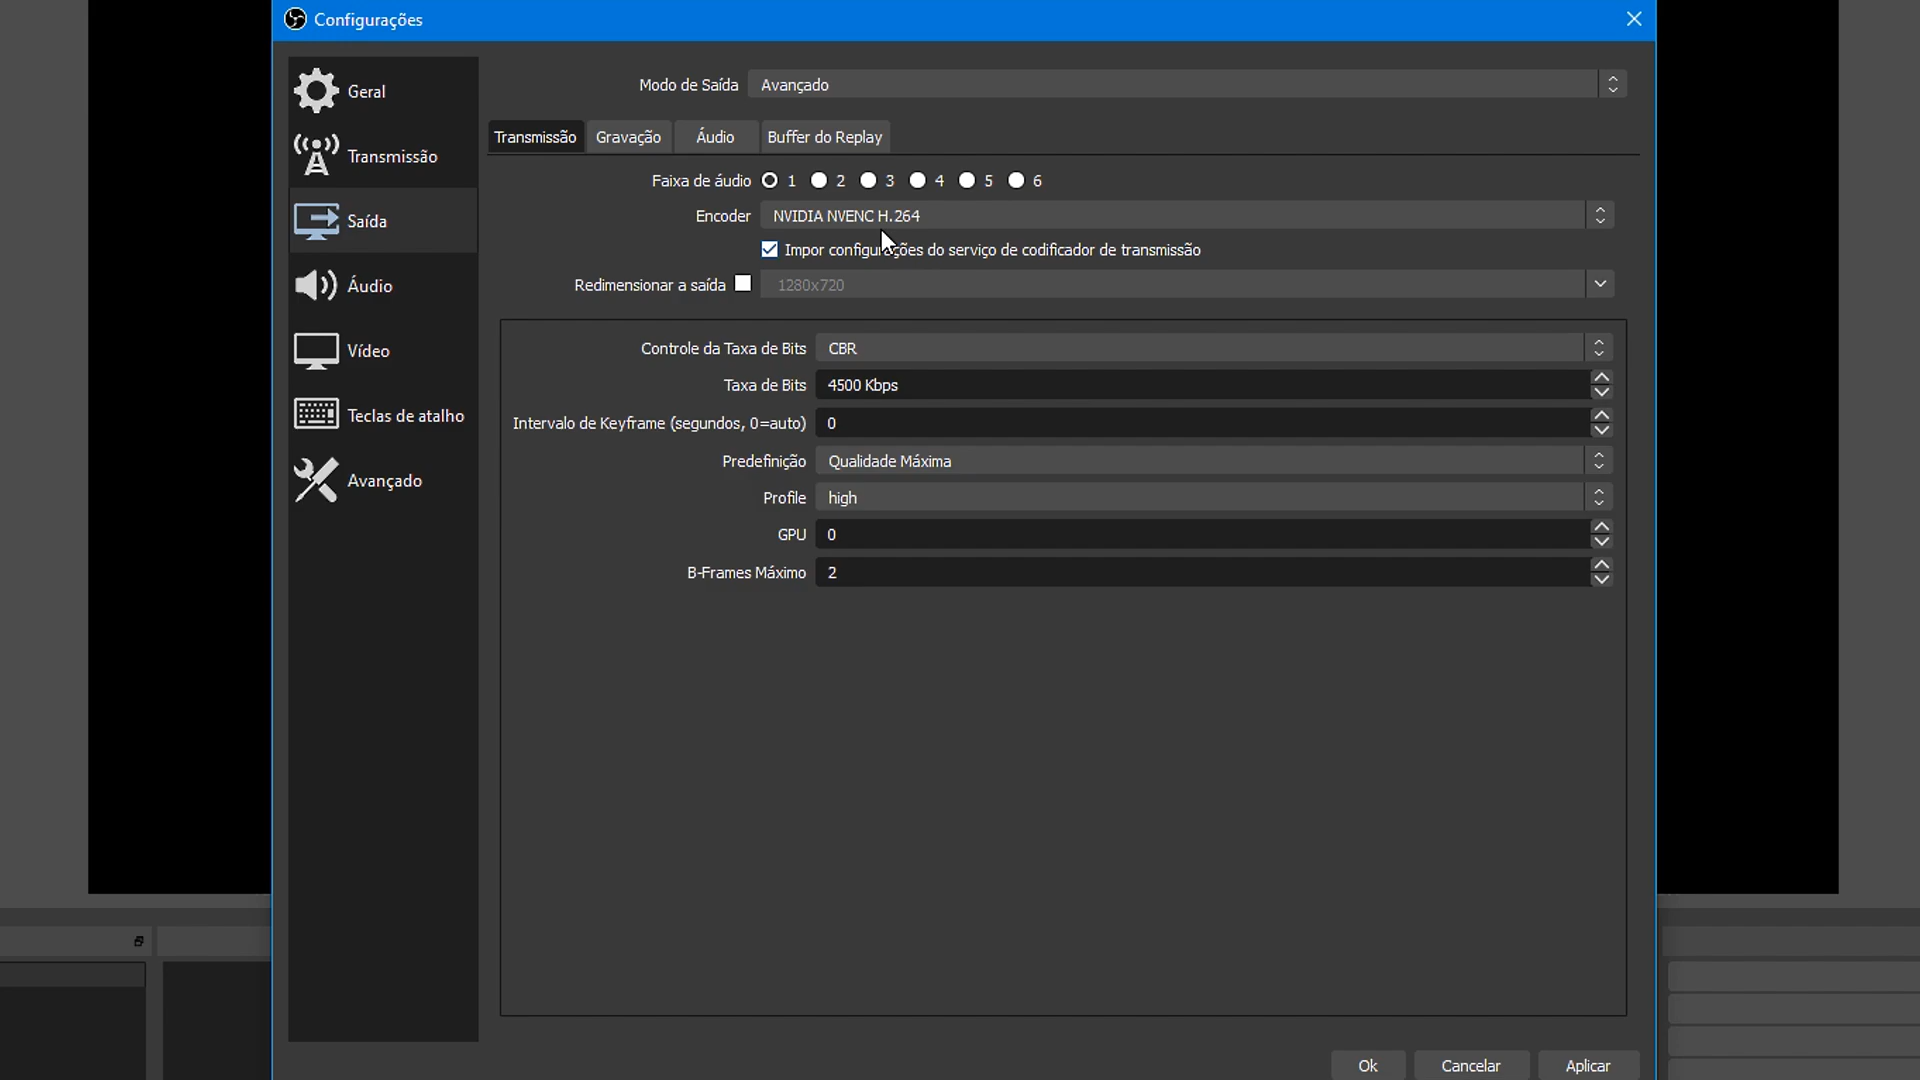 Configurações
Geral
Transmissão
Saída
Áudio
Vídeo
Teclas de atalho
Avançado
Modo de Saída Avançado
Transmissão Gravação Áudio Buffer do Replay
Faixa de áudio 1 2 3 4 5 6
Encoder NVIDIA NVENC H.264
Impor configurações do serviço de codificador de transmissão
Redimensionar a saída 1280x720
Controle da Taxa de Bits CBR
Taxa de Bits 4500 Kbps
Intervalo de Keyframe (segundos, 0=auto) 0
Predefinição Qualidade Máxima
Profile high
GPU 0
B-Frames Máximo 2
Ok Cancelar Aplicar